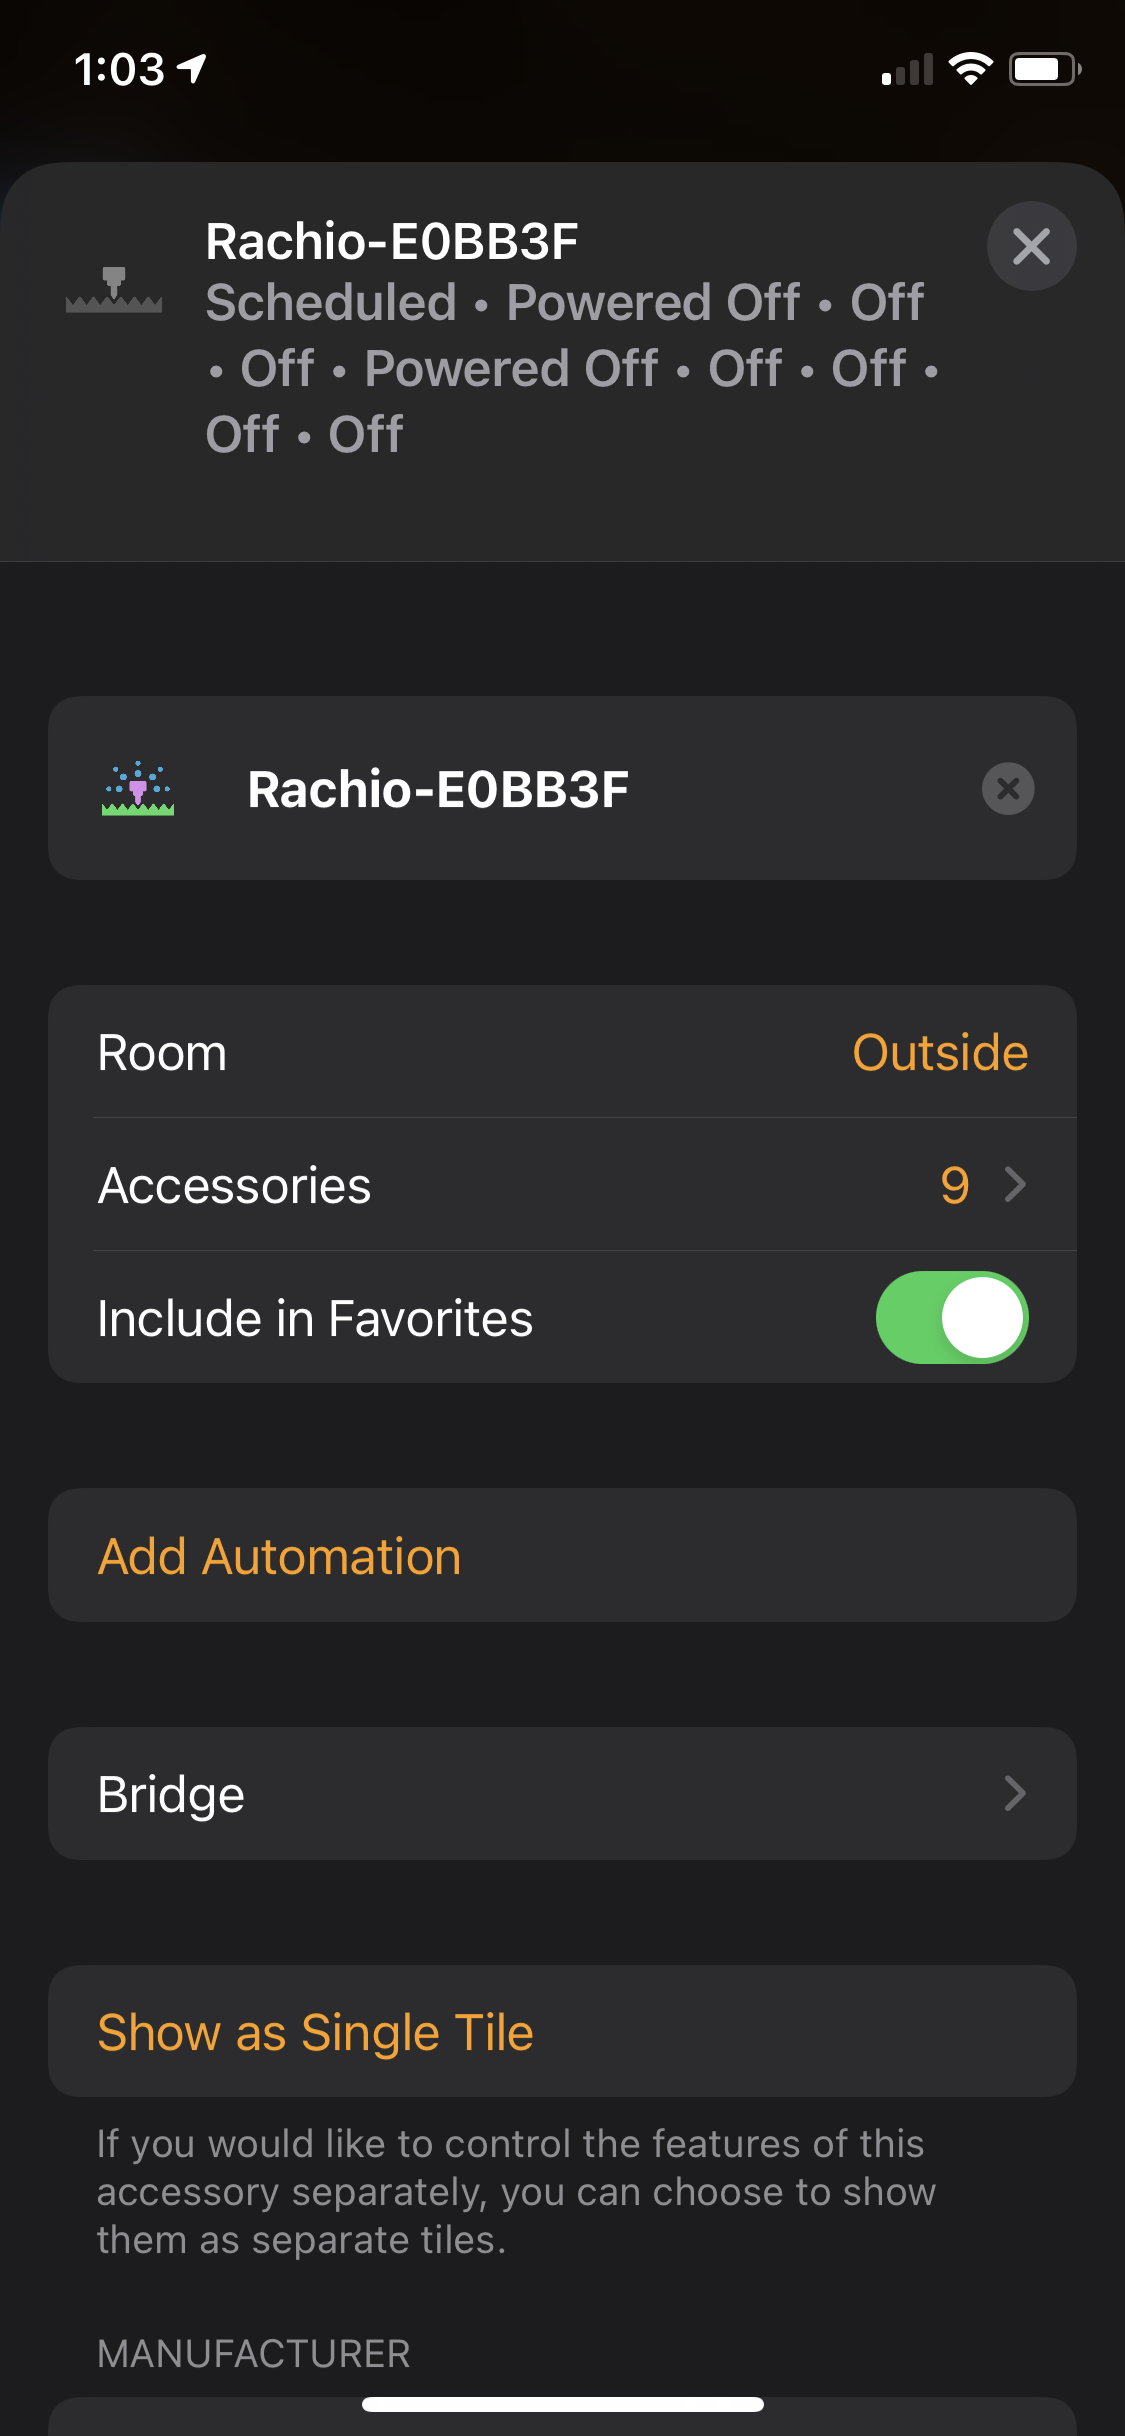 1:03
Rachio-E0BB3F
Scheduled • Powered Off • Off
• Off • Powered Off • Off • Off •
Off • Off
Rachio-E0BB3F
Room Outside
Accessories 9
Include in Favorites
Add Automation
Bridge
Show as Single Tile
If you would like to control the features of this
accessory separately, you can choose to show
them as separate tiles.
MANUFACTURER